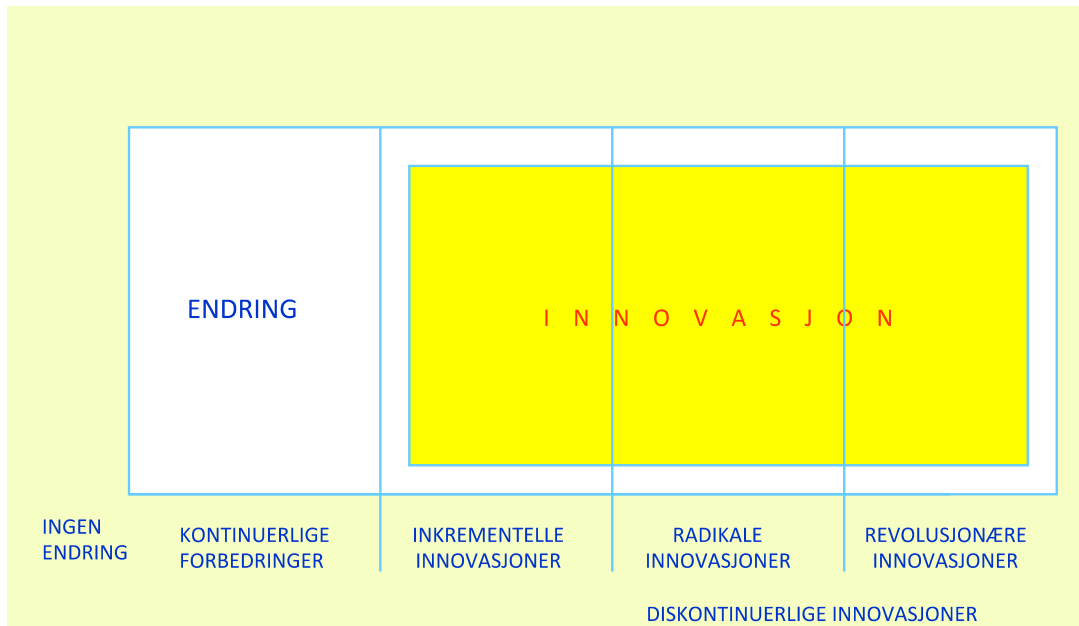 ENDRING
I N N O V A S J O N
INGEN
ENDRING
KONTINUERLIGE
FORBEDRINGER
INKREMENTELLE
INNOVASJONER
RADIKALE
INNOVASJONER
REVOLUSJONÆRE
INNOVASJONER
DISKONTINUERLIGE INNOVASJONER